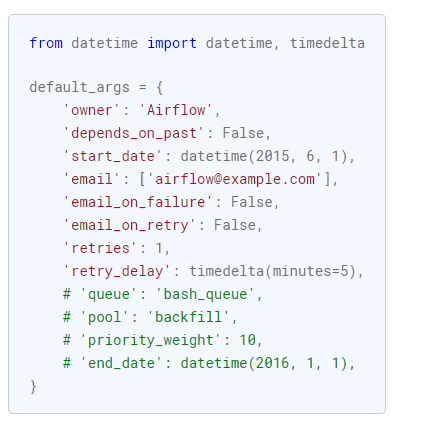 from datetime import datetime, timedelta
default_args = {
    'owner': 'Airflow',
    'depends_on_past': False,
    'start_date': datetime(2015, 6, 1),
    'email': ['airflow@example.com'],
    'email_on_failure': False,
    'email_on_retry': False,
    'retries': 1,
    'retry_delay': timedelta(minutes=5),
    # 'queue': 'bash_queue',
    # 'pool': 'backfill',
    # 'priority_weight': 10,
    # 'end_date': datetime(2016, 1, 1),
}